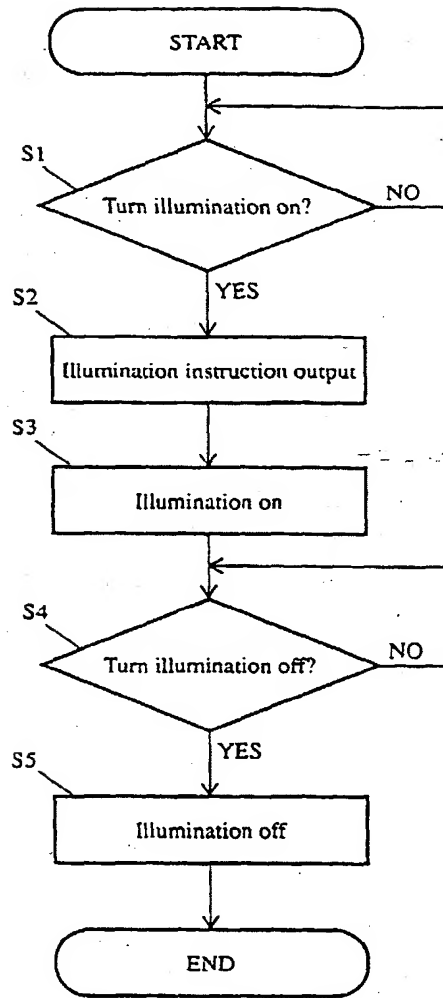 START
S1
Turn illumination on?
NO
YES
S2
Illumination instruction output
S3
Illumination on
S4
Turn illumination off?
NO
YES
S5
Illumination off
END